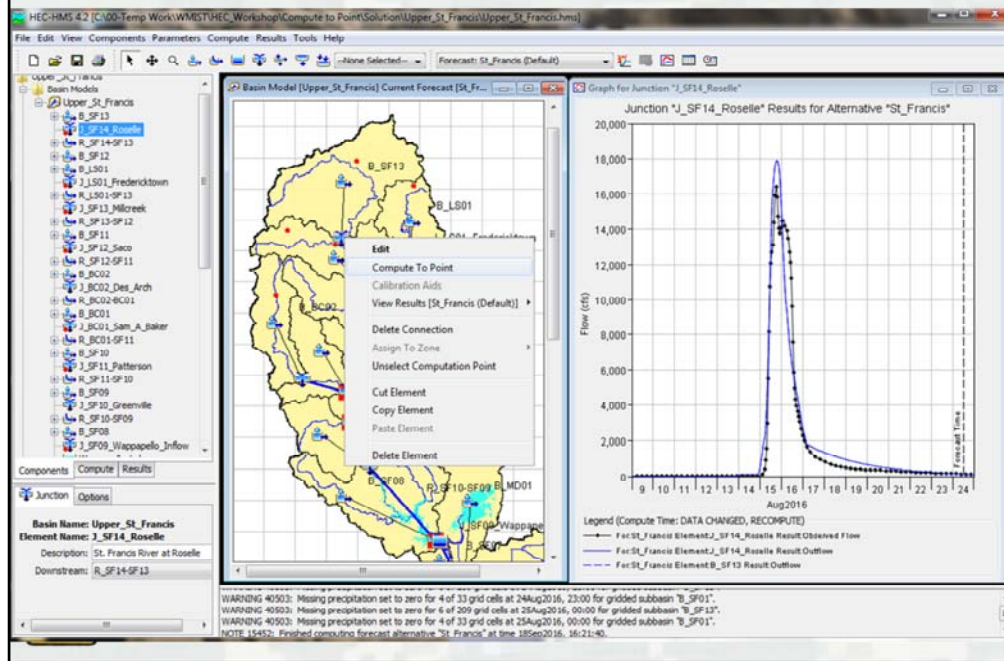 HEC-HMS 4.2 [C:\00-Temp Work\WMIST\HEC_Workshop\Compute to Point\Solution\Upper_St_Francis\Upper_St_Francis.hms]
File Edit View Components Parameters Compute Results Tools Help
--None Selected--
Forecast: St_Francis (Default)
Upper_St_Francis
Basin Models
Upper_St_Francis
B_SF13
J_SF14_Roselle
R_SF14-SF13
B_SF12
B_LS01
J_LS01_Fredericktown
R_LS01-SF13
J_SF13_Millcreek
R_SF13-SF12
B_SF11
J_SF12_Saco
R_SF12-SF11
B_BC02
J_BC02_Des_Arch
R_BC02-BC01
B_BC01
J_BC01_Sam_A_Baker
R_BC01-SF11
B_SF10
J_SF11_Patterson
R_SF11-SF10
B_SF09
J_SF10_Greenville
R_SF10-SF09
B_SF08
J_SF09_Wappapello_Inflow
Components Compute Results
Junction Options
Basin Name: Upper_St_Francis
Element Name: J_SF14_Roselle
Description: St. Francis River at Roselle
Downstream: R_SF14-SF13
Basin Model [Upper_St_Francis] Current Forecast [St_Fr...
B_SF13
B_LS01
B_BC02
B_SF08
R_SF10-SF09
B_MD01
J_SF09_Wappape
Edit
Compute To Point
Calibration Aids
View Results [St_Francis (Default)]
Delete Connection
Assign To Zone
Unselect Computation Point
Cut Element
Copy Element
Paste Element
Delete Element
Graph for Junction "J_SF14_Roselle"
Junction "J_SF14_Roselle" Results for Alternative "St_Francis"
20,000
18,000
16,000
14,000
12,000
10,000
8,000
6,000
4,000
2,000
0
Flow (cfs)
Forecast Time
9 10 11 12 13 14 15 16 17 18 19 20 21 22 23 24
Aug2016
Legend (Compute Time: DATA CHANGED, RECOMPUTE)
For:St_Francis Element:J_SF14_Roselle Result:Observed Flow
For:St_Francis Element:J_SF14_Roselle Result:Outflow
For:St_Francis Element:B_SF13 Result:Outflow
WARNING 40503: Missing precipitation set to zero for 4 of 33 grid cells at 24Aug2016, 23:00 for gridded subbasin "B_SF01".
WARNING 40503: Missing precipitation set to zero for 6 of 209 grid cells at 25Aug2016, 00:00 for gridded subbasin "B_SF13".
WARNING 40503: Missing precipitation set to zero for 4 of 33 grid cells at 25Aug2016, 00:00 for gridded subbasin "B_SF01".
NOTE 15452: Finished computing forecast alternative "St_Francis" at time 18Sep2016, 16:21:40.